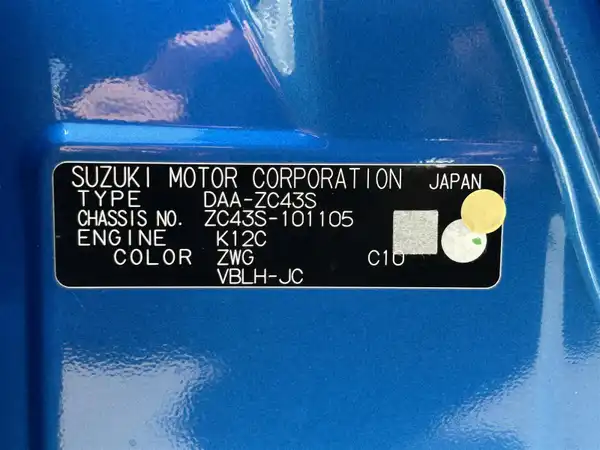 SUZUKI MOTOR CORPORATION JAPAN
TYPE DAA-ZC43S
CHASSIS NO. ZC43S-101105
ENGINE K12C
COLOR ZWG C10
VBLH-JC